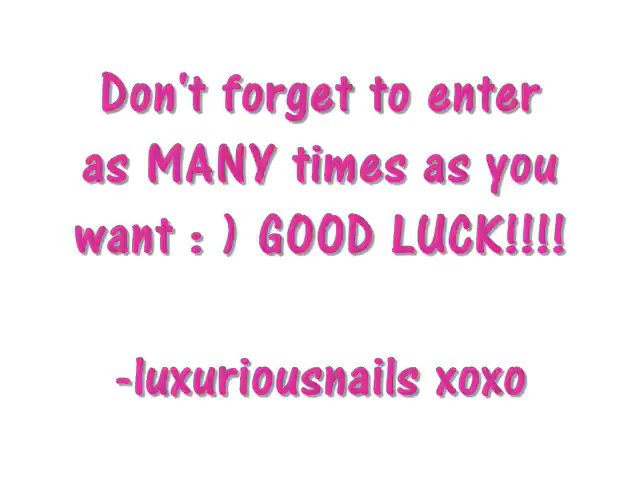 Don't forget to enter
as MANY times as you
want : ) GOOD LUCK!!!!
-luxuriousnails xoxo